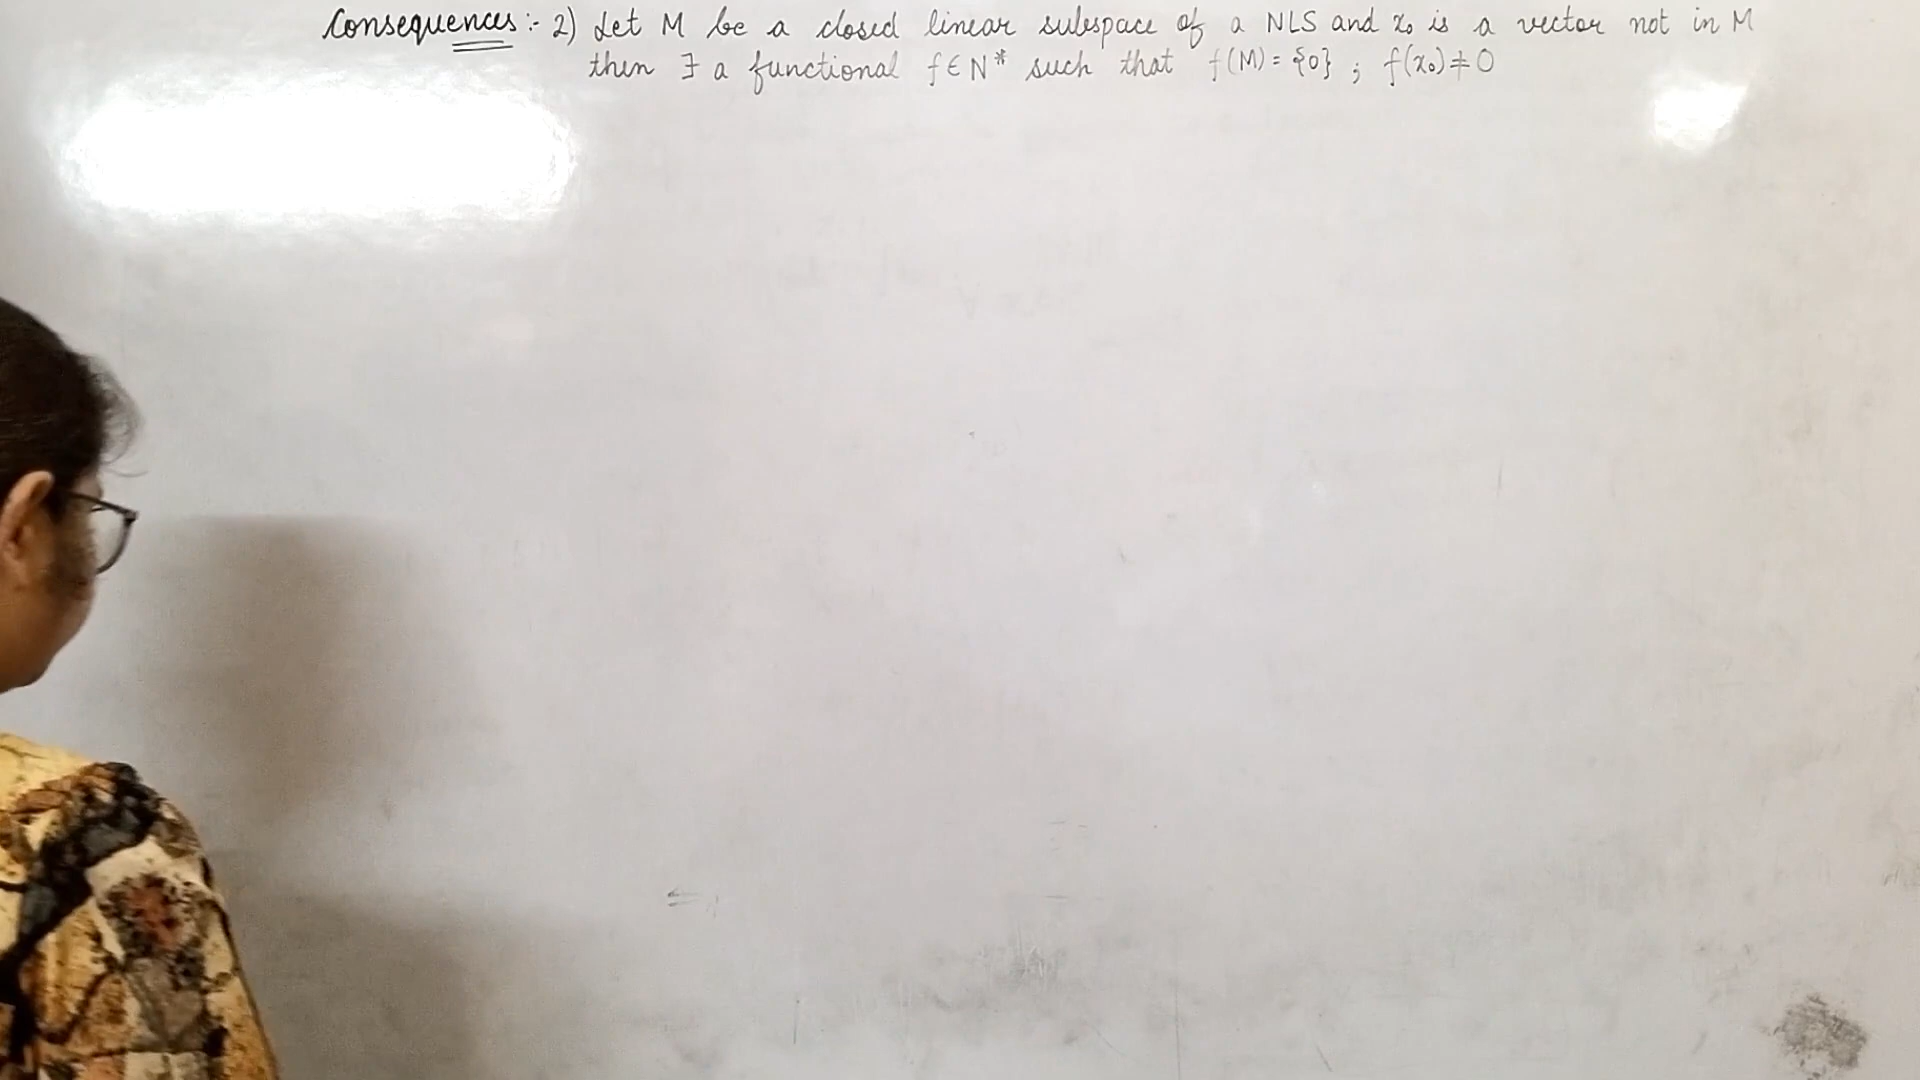 Consequences :- 2) Let M be a closed linear subspace of a NLS and x₀ is a vector not in M
then ∃ a functional f∈N* such that f(M)={0} ; f(x₀)≠0